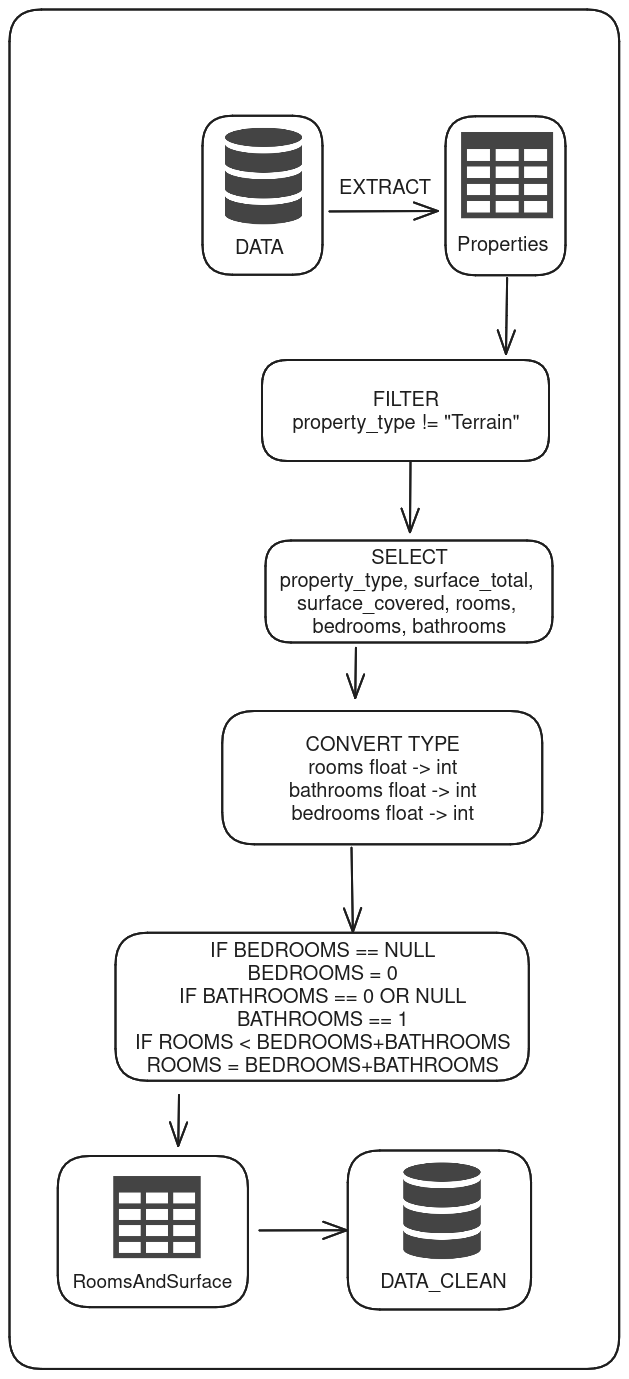 DATA
EXTRACT
Properties
FILTER
property_type != "Terrain"
SELECT
property_type, surface_total,
surface_covered, rooms,
bedrooms, bathrooms
CONVERT TYPE
rooms float -> int
bathrooms float -> int
bedrooms float -> int
IF BEDROOMS == NULL
BEDROOMS = 0
IF BATHROOMS == 0 OR NULL
BATHROOMS == 1
IF ROOMS < BEDROOMS+BATHROOMS
ROOMS = BEDROOMS+BATHROOMS
RoomsAndSurface
DATA_CLEAN